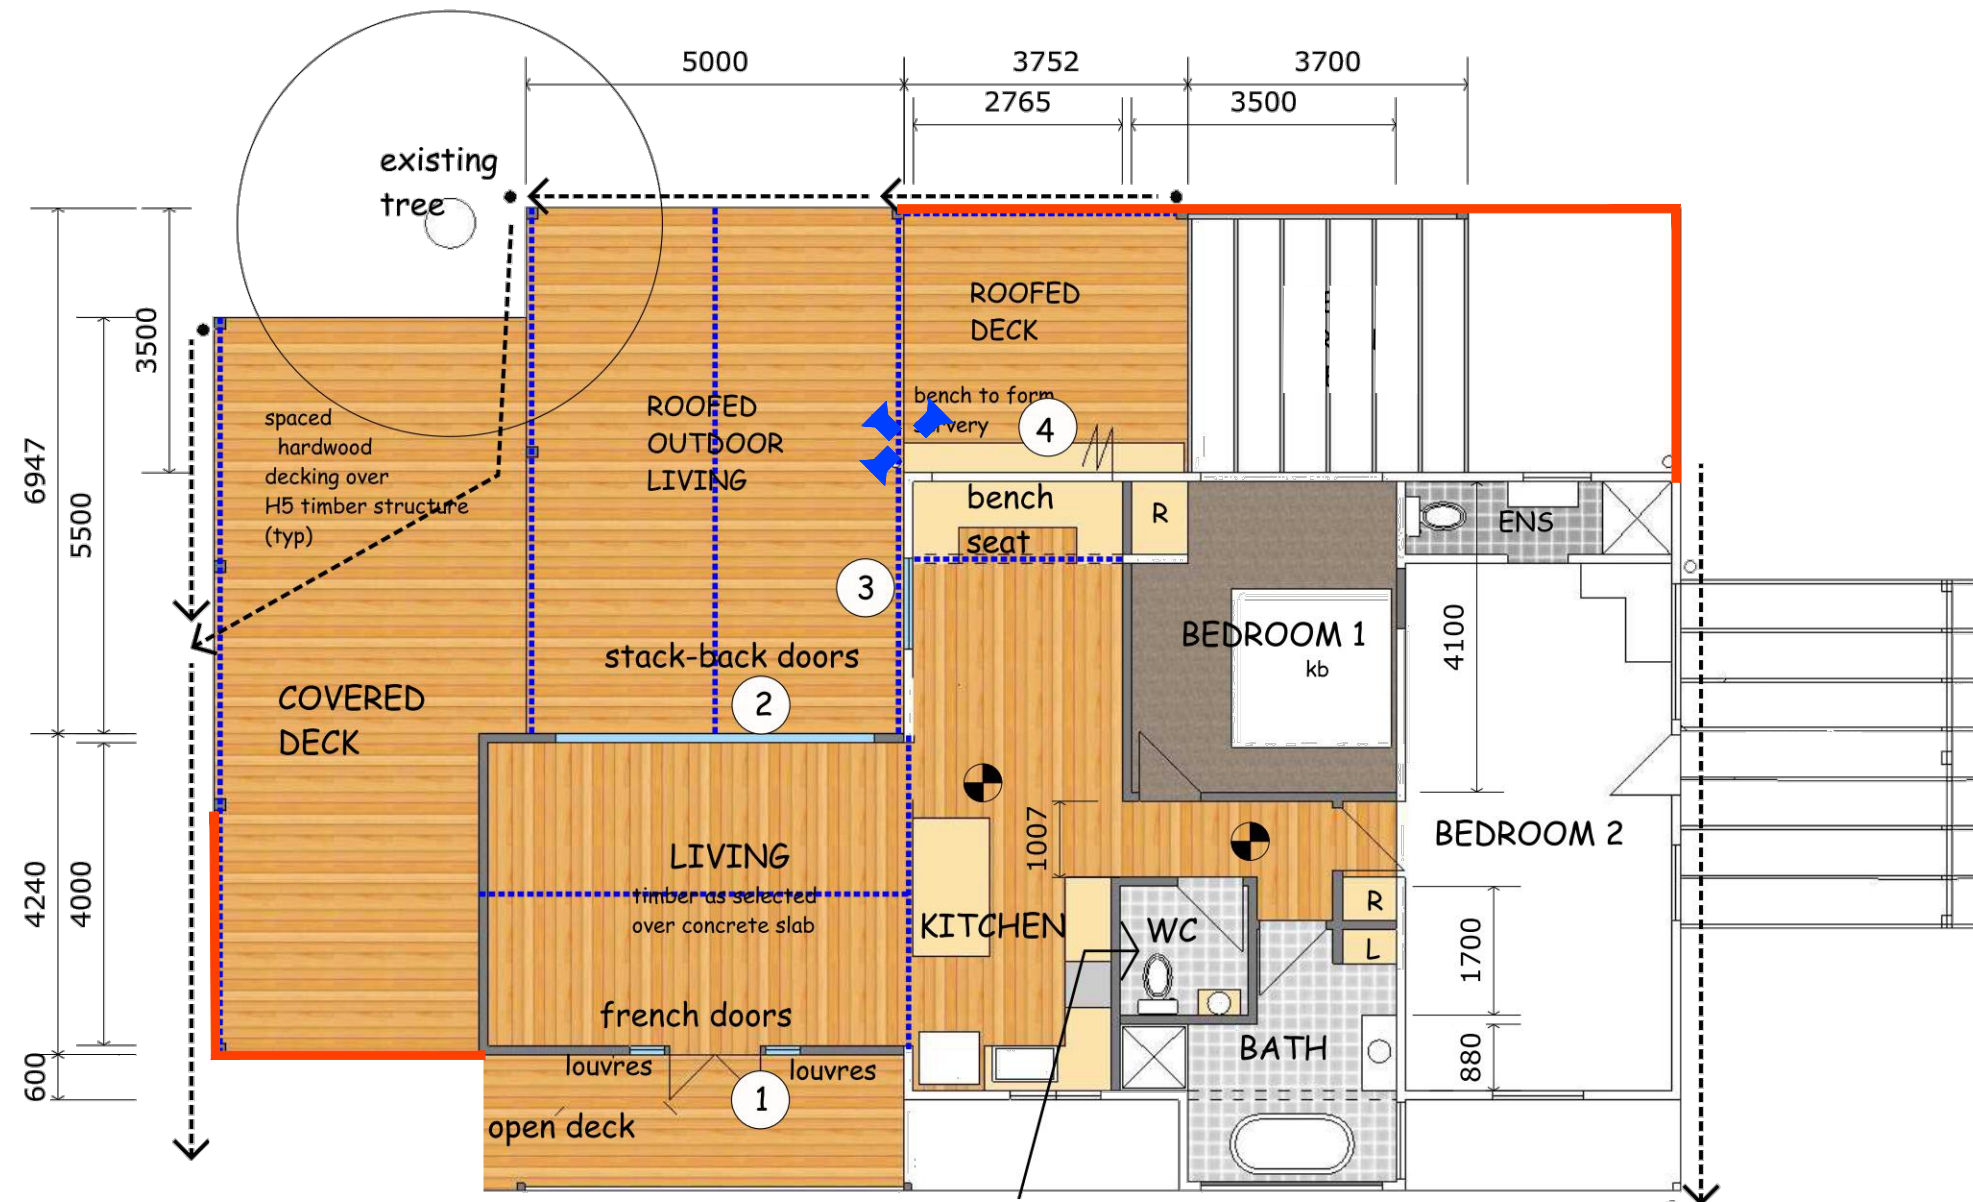 5000
3752
3700
2765
3500
existing
tree
3500
6947
5500
ROOFED
DECK
bench to form
servery
4
spaced
hardwood
decking over
H5 timber structure
(typ)
ROOFED
OUTDOOR
LIVING
bench
seat
R
ENS
3
stack-back doors
2
BEDROOM 1
kb
4100
COVERED
DECK
1007
BEDROOM 2
4240
4000
LIVING
timber as selected
over concrete slab
KITCHEN
WC
R
L
1700
french doors
louvres
louvres
1
BATH
880
600
open deck